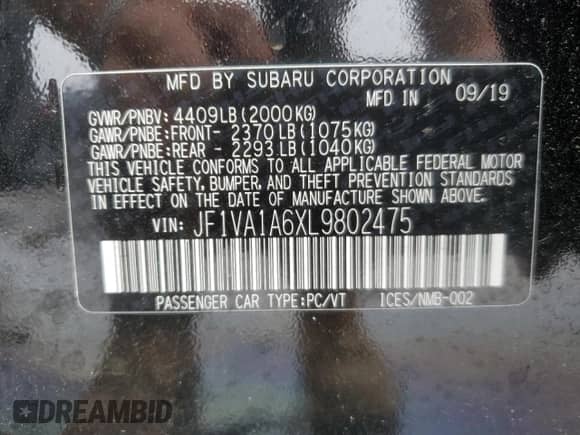 MFD BY SUBARU CORPORATION
MFD IN 09/19
GVWR/PNBV: 4409LB(2000KG)
GAWR/PNBE:FRONT- 2370LB(1075KG)
GAWR/PNBE:REAR - 2293LB(1040KG)
THIS VEHICLE CONFORMS TO ALL APPLICABLE FEDERAL MOTOR
VEHICLE SAFETY, BUMPER, AND THEFT PREVENTION STANDARDS
IN EFFECT ON THE DATE OF MANUFACTURE SHOWN ABOVE.
VIN: JF1VA1A6XL9802475
PASSENGER CAR TYPE:PC/VT ICES/NMB-002
DREAMBID